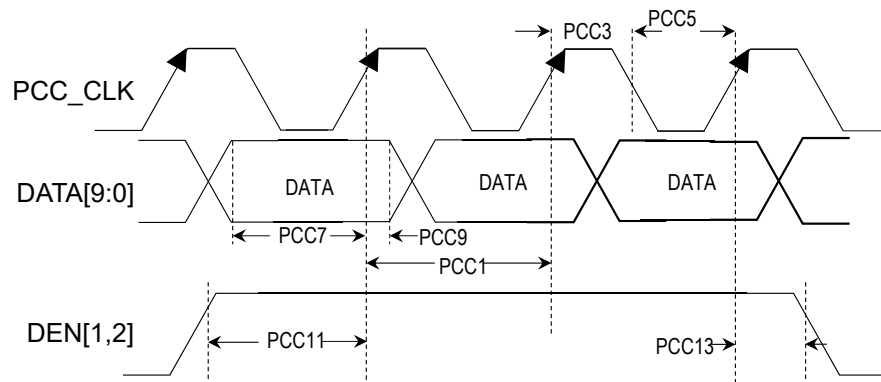 PCC3
PCC5
PCC_CLK
DATA[9:0]
DATA
DATA
DATA
PCC7
PCC9
PCC1
DEN[1,2]
PCC11
PCC13